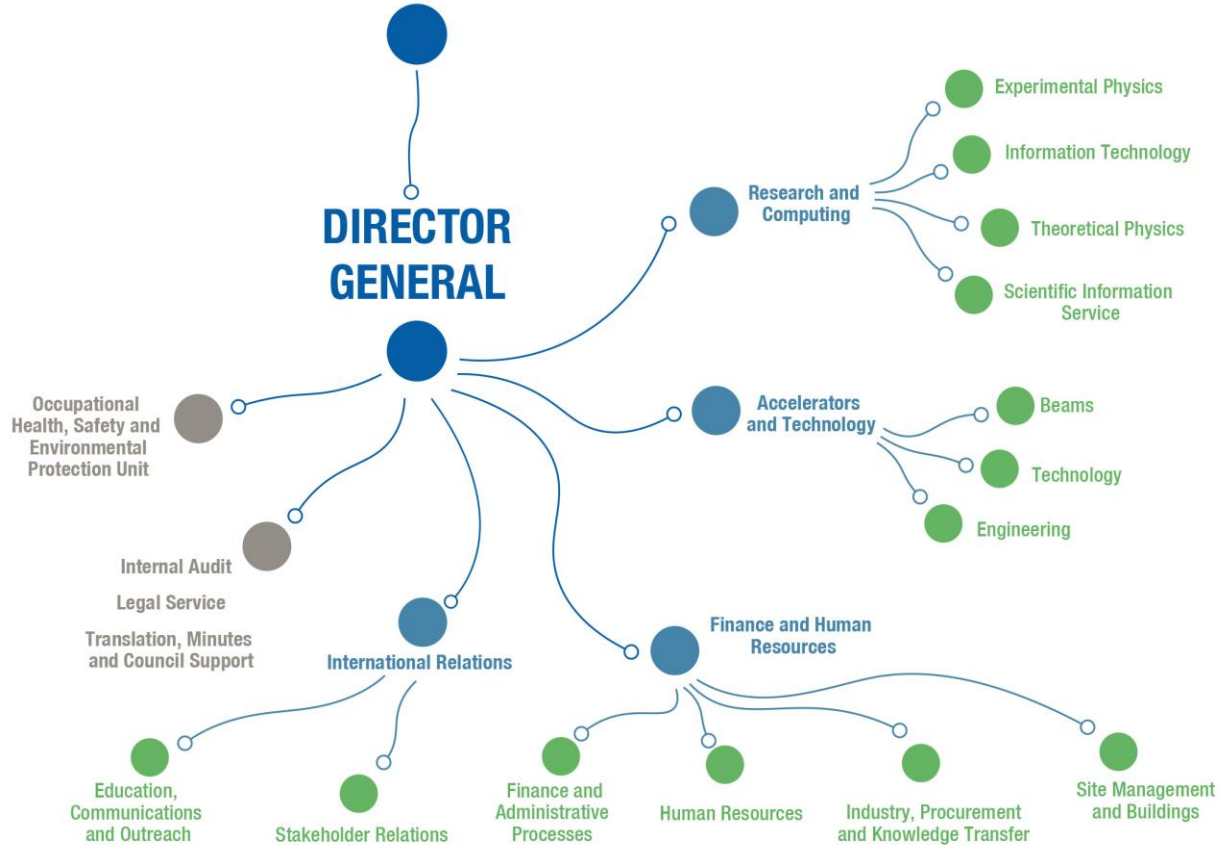 DIRECTOR
GENERAL
Research and
Computing
Experimental Physics
Information Technology
Theoretical Physics
Scientific Information
Service
Accelerators
and Technology
Beams
Technology
Engineering
Occupational
Health, Safety and
Environmental
Protection Unit
Internal Audit
Legal Service
Translation, Minutes
and Council Support
International Relations
Education,
Communications
and Outreach
Stakeholder Relations
Finance and Human
Resources
Finance and
Administrative
Processes
Human Resources
Industry, Procurement
and Knowledge Transfer
Site Management
and Buildings